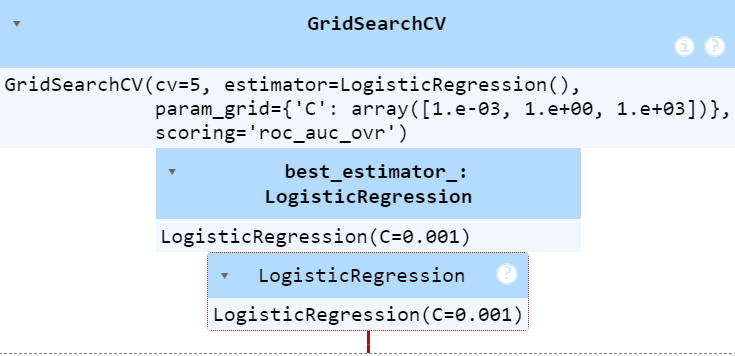 GridSearchCV
i ?
GridSearchCV(cv=5, estimator=LogisticRegression(),
param_grid={'C': array([1.e-03, 1.e+00, 1.e+03])},
scoring='roc_auc_ovr')
best_estimator_:
LogisticRegression
LogisticRegression(C=0.001)
LogisticRegression ?
LogisticRegression(C=0.001)